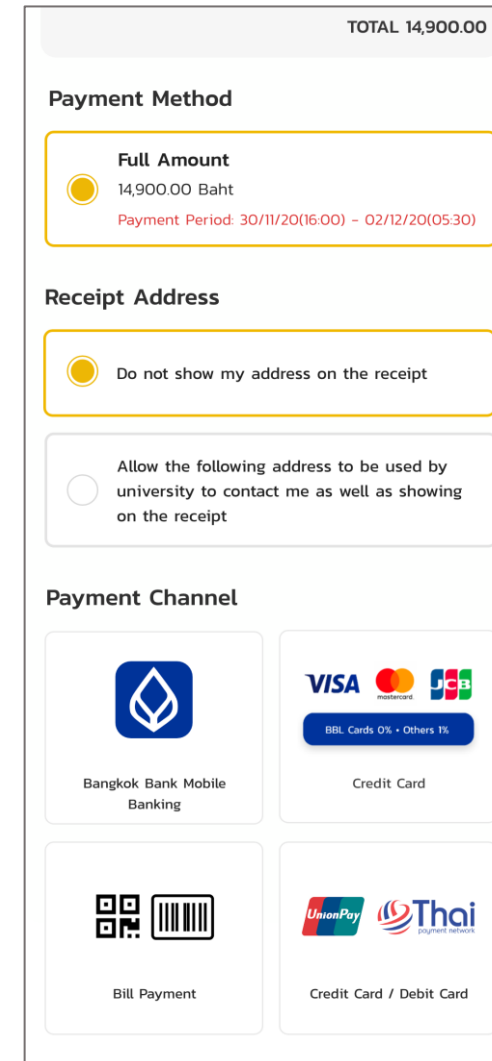 TOTAL 14,900.00
Payment Method
Full Amount
14,900.00 Baht
Payment Period: 30/11/20(16:00) - 02/12/20(05:30)
Receipt Address
Do not show my address on the receipt
Allow the following address to be used by
university to contact me as well as showing
on the receipt
Payment Channel
VISA mastercard JCB
BBL Cards 0% • Others 1%
Bangkok Bank Mobile
Banking
Credit Card
UnionPay Thai
payment network
Bill Payment
Credit Card / Debit Card